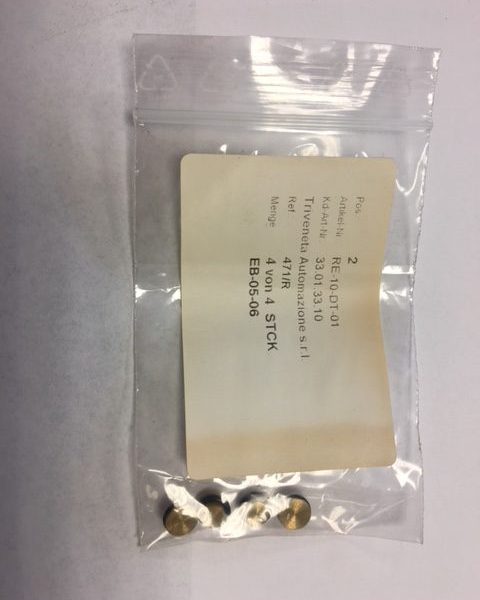 Pos. 2
Artikel-Nr. RE-10-DT-01
Kd-Art-Nr. 33.01.33.10
Triveneta Automazione s.r.l.
Ref. 471/R
Menge 4 von 4 STCK
EB-05-06